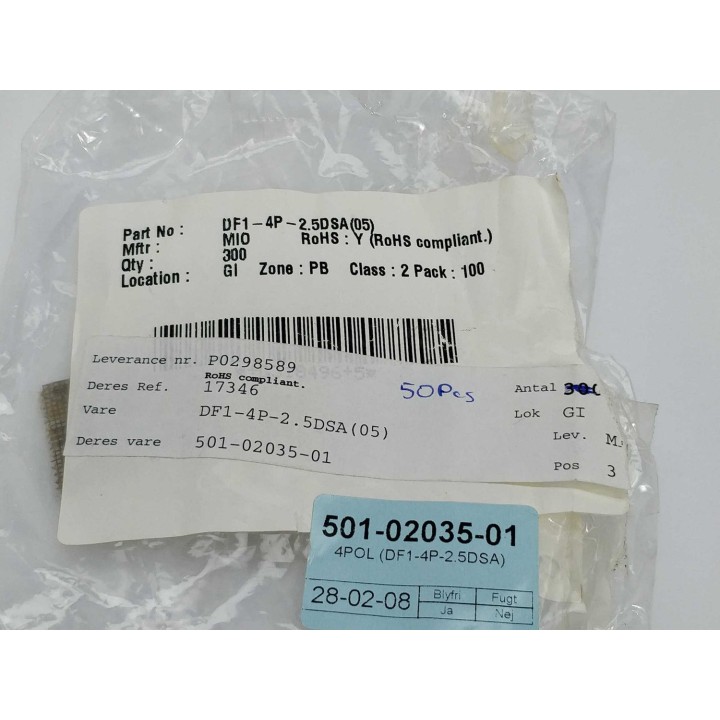 Part No : DF1-4P-2.5DSA(05)
Mftr : MIO RoHS : Y (RoHS compliant.)
Qty : 300
Location : GI Zone : PB Class : 2 Pack : 100
Leverance nr. P0298589
RoHS compliant.
Deres Ref. 17346 50Pcs Antal
Vare DF1-4P-2.5DSA(05) Lok GI
Lev.
Deres vare 501-02035-01 Pos 3
501-02035-01
4POL (DF1-4P-2.5DSA)
28-02-08 Blyfri Fugt
Ja Nej